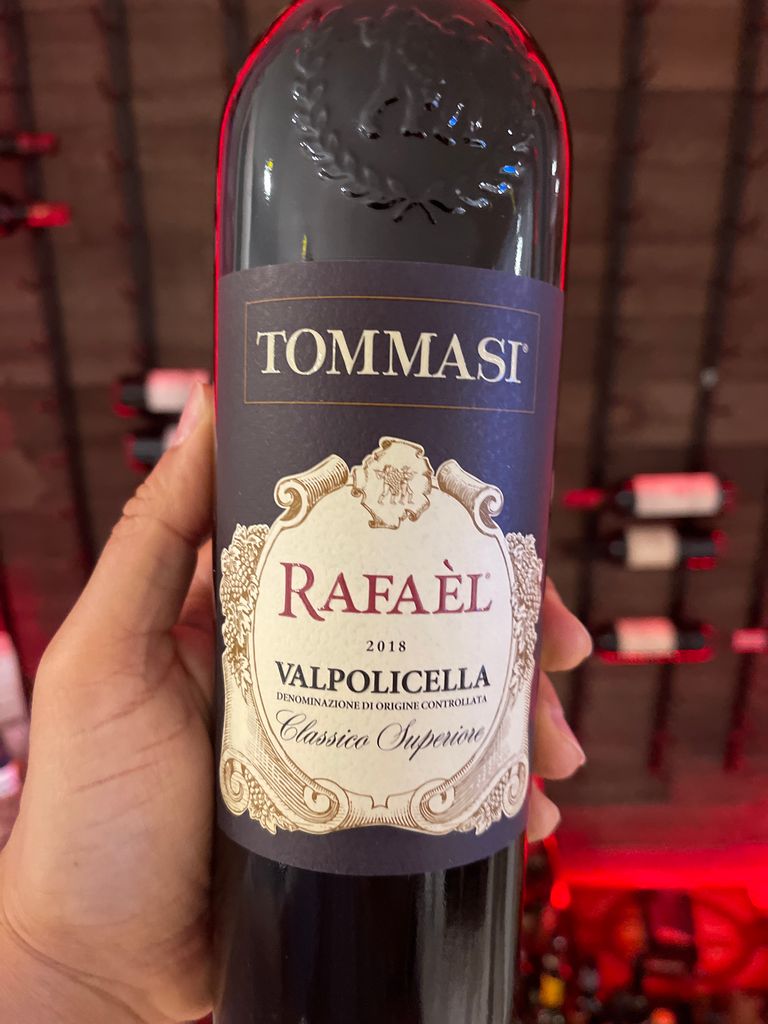 TOMMASI®
RAFAÈL®
2018
VALPOLICELLA
DENOMINAZIONE DI ORIGINE CONTROLLATA
Classico Superiore